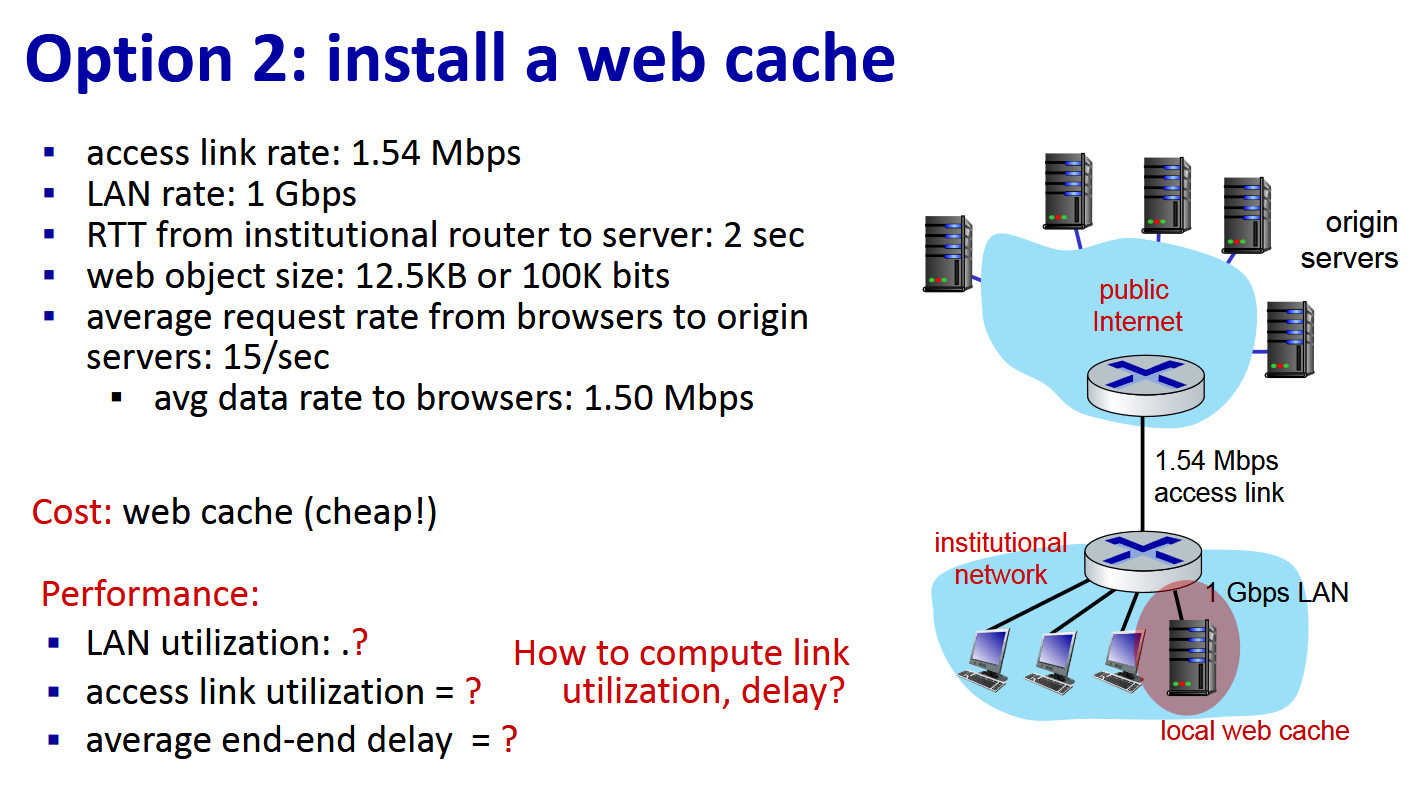 Option 2: install a web cache
▪ access link rate: 1.54 Mbps
▪ LAN rate: 1 Gbps
▪ RTT from institutional router to server: 2 sec
▪ web object size: 12.5KB or 100K bits
▪ average request rate from browsers to origin
servers: 15/sec
▪ avg data rate to browsers: 1.50 Mbps
Cost: web cache (cheap!)
Performance:
▪ LAN utilization: .?
▪ access link utilization = ?
▪ average end-end delay = ?
How to compute link
utilization, delay?
origin
servers
public
Internet
1.54 Mbps
access link
institutional
network
1 Gbps LAN
local web cache